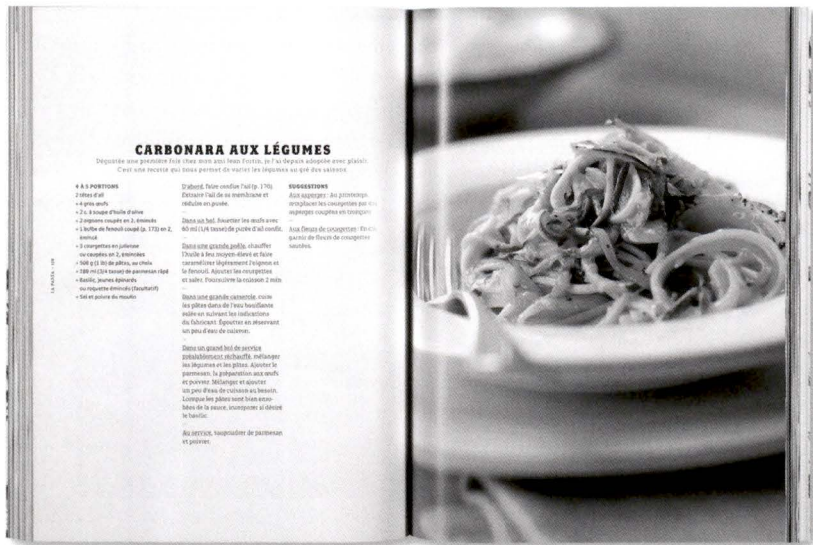 CARBONARA AUX LÉGUMES
Dégustée une première fois chez mon ami Jean Fortin, je l'ai depuis adoptée avec plaisir.
C'est une recette qui nous permet de varier les légumes au gré des saisons.
4 À 5 PORTIONS
2 têtes d'ail
+ 4 gros œufs
+ 2 c. à soupe d'huile d'olive
+ 2 oignons coupés en 2, émincés
+ 1 bulbe de fenouil coupé (p. 173) en 2,
émincé
+ 3 courgettes en julienne
ou coupées en 2, émincées
+ 500 g (1 lb) de pâtes, au choix
+ 180 ml (3/4 tasse) de parmesan râpé
+ Basilic, jeunes épinards
ou roquette émincés (facultatif)
+ Sel et poivre du moulin
D'abord, faire confire l'ail (p. 170).
Extraire l'ail de sa membrane et
réduire en purée.
Dans un bol, fouetter les œufs avec
60 ml (1/4 tasse) de purée d'ail confit.
Dans une grande poêle, chauffer
l'huile à feu moyen-élevé et faire
caraméliser légèrement l'oignon et
le fenouil. Ajouter les courgettes
et saler. Poursuivre la cuisson 2 min.
Dans une grande casserole, cuire
les pâtes dans de l'eau bouillante
salée en suivant les indications
du fabricant. Égoutter en réservant
un peu d'eau de cuisson.
Dans un grand bol de service
préalablement réchauffé, mélanger
les légumes et les pâtes. Ajouter le
parmesan, la préparation aux œufs
et poivrer. Mélanger et ajouter
un peu d'eau de cuisson au besoin.
Lorsque les pâtes sont bien enro-
bées de la sauce, incorporer si désiré
le basilic.
Au service, saupoudrer de parmesan
et poivrer.
SUGGESTIONS
Aux asperges : Au printemps,
remplacer les courgettes par
asperges coupées en tronçons.
Aux fleurs de courgettes :
garnir de fleurs de courgettes
sautées.